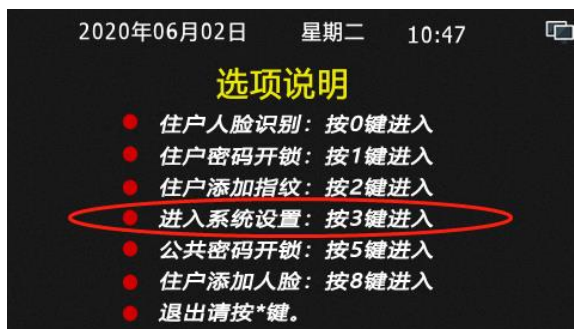 2020年06月02日 星期二 10:47
选项说明
住户人脸识别：按0键进入
住户密码开锁：按1键进入
住户添加指纹：按2键进入
进入系统设置：按3键进入
公共密码开锁：按5键进入
住户添加人脸：按8键进入
退出请按*键。